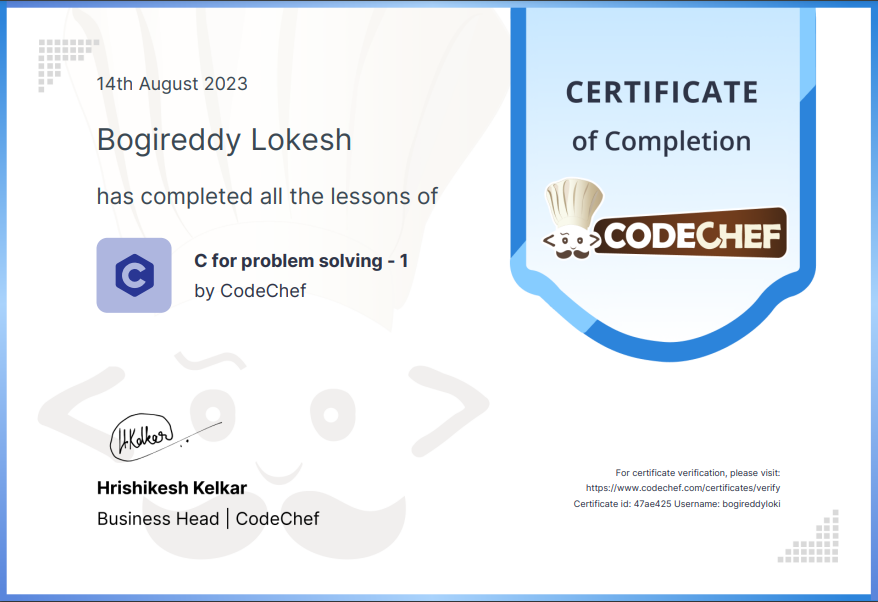 14th August 2023
Bogireddy Lokesh
has completed all the lessons of
C for problem solving - 1
by CodeChef
CERTIFICATE
of Completion
CODECHEF
H.Kelkar
Hrishikesh Kelkar
Business Head | CodeChef
For certificate verification, please visit:
https://www.codechef.com/certificates/verify
Certificate id: 47ae425 Username: bogireddyloki